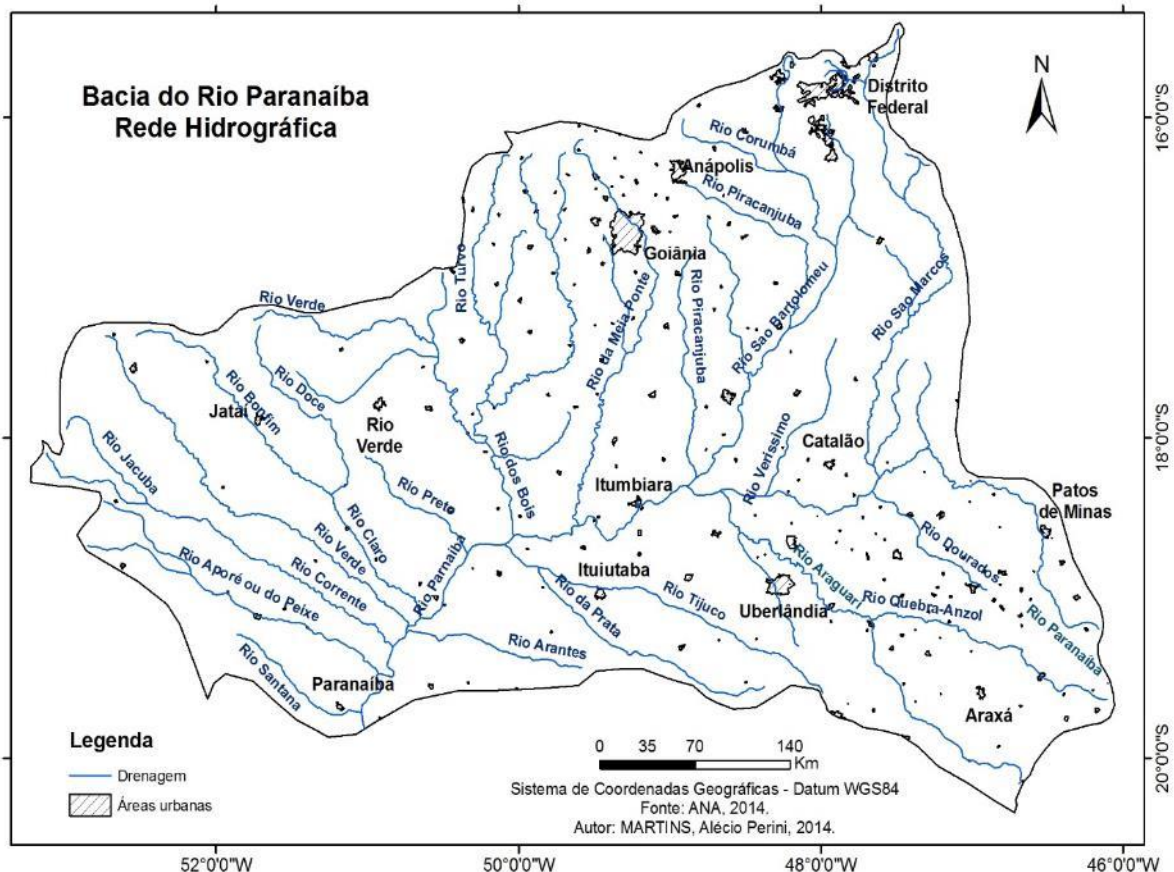 Bacia do Rio Paranaíba
Rede Hidrográfica
N
Distrito
Federal
16°0'0"S
Rio Corumbá
Anápolis
Rio Piracanjuba
Goiânia
Rio Turvo
Rio da Meia Ponte
Rio Piracanjuba
Rio Sao Bartolomeu
Rio Sao Marcos
Rio Verde
Rio Doce
Rio Bonfim
Jataí
Rio
Verde
Rio Jacuba
Rio Preto
Rio dos Bois
Itumbiara
Rio Veríssimo
Catalão
18°0'0"S
Patos
de Minas
Rio Claro
Rio Verde
Rio Corrente
Rio Aporé ou do Peixe
Rio Parnaíba
Ituiutaba
Rio da Prata
Rio Tijuco
Uberlândia
Rio Araguari
Rio Dourados
Rio Quebra-Anzol
Rio Paranaíba
Rio Arantes
Rio Santana
Paranaíba
Araxá
Legenda
Drenagem
Áreas urbanas
0 35 70 140
Km
Sistema de Coordenadas Geográficas - Datum WGS84
Fonte: ANA, 2014.
Autor: MARTINS, Alécio Perini, 2014.
20°0'0"S
52°0'0"W 50°0'0"W 48°0'0"W 46°0'0"W